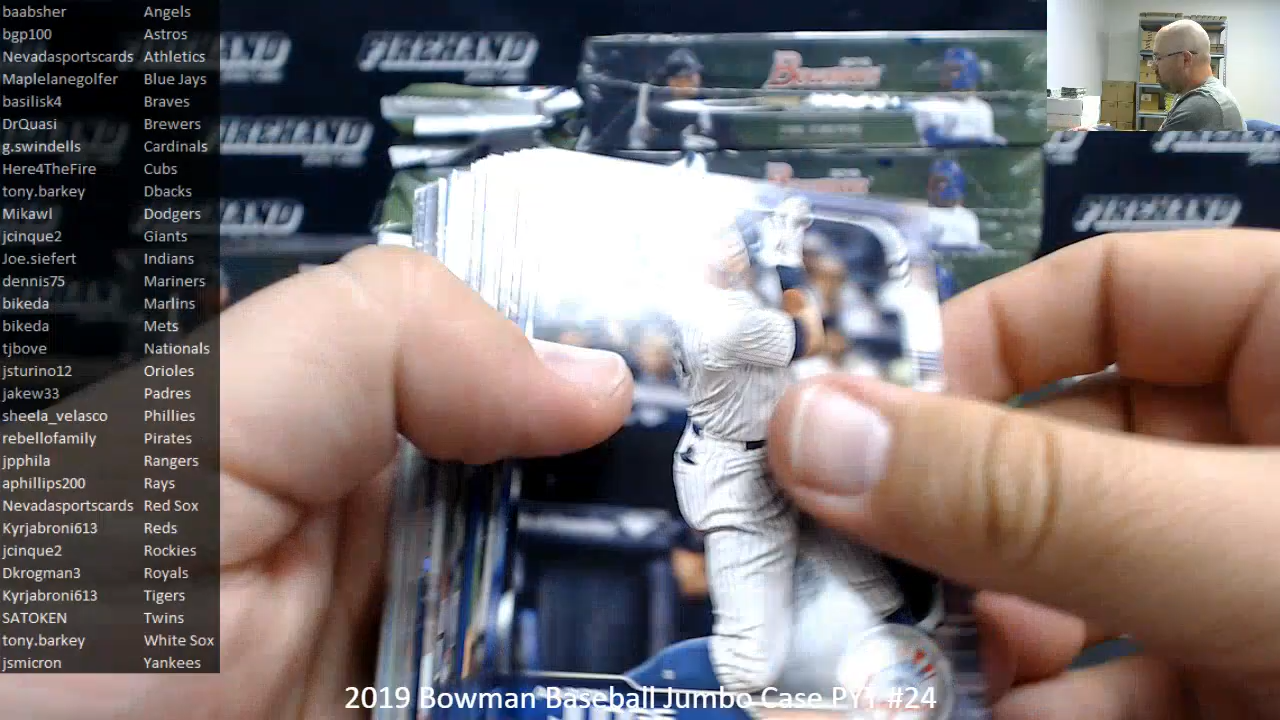 baabsher Angels
bgp100 Astros
Nevadasportscards Athletics
Maplelanegolfer Blue Jays
basilisk4 Braves
DrQuasi Brewers
g.swindells Cardinals
Here4TheFire Cubs
tony.barkey Dbacks
Mikawl Dodgers
jcinque2 Giants
Joe.siefert Indians
dennis75 Mariners
bikeda Marlins
bikeda Mets
tjbove Nationals
jsturino12 Orioles
jakew33 Padres
sheela_velasco Phillies
rebellofamily Pirates
jpphila Rangers
aphillips200 Rays
Nevadasportscards Red Sox
Kyrjabroni613 Reds
jcinque2 Rockies
Dkrogman3 Royals
Kyrjabroni613 Tigers
SATOKEN Twins
tony.barkey White Sox
jsmicron Yankees
FIREHAND
FIREHAND
FIREHAND
Bowman
Bowman
2019 Bowman Baseball Jumbo Case PYT #24